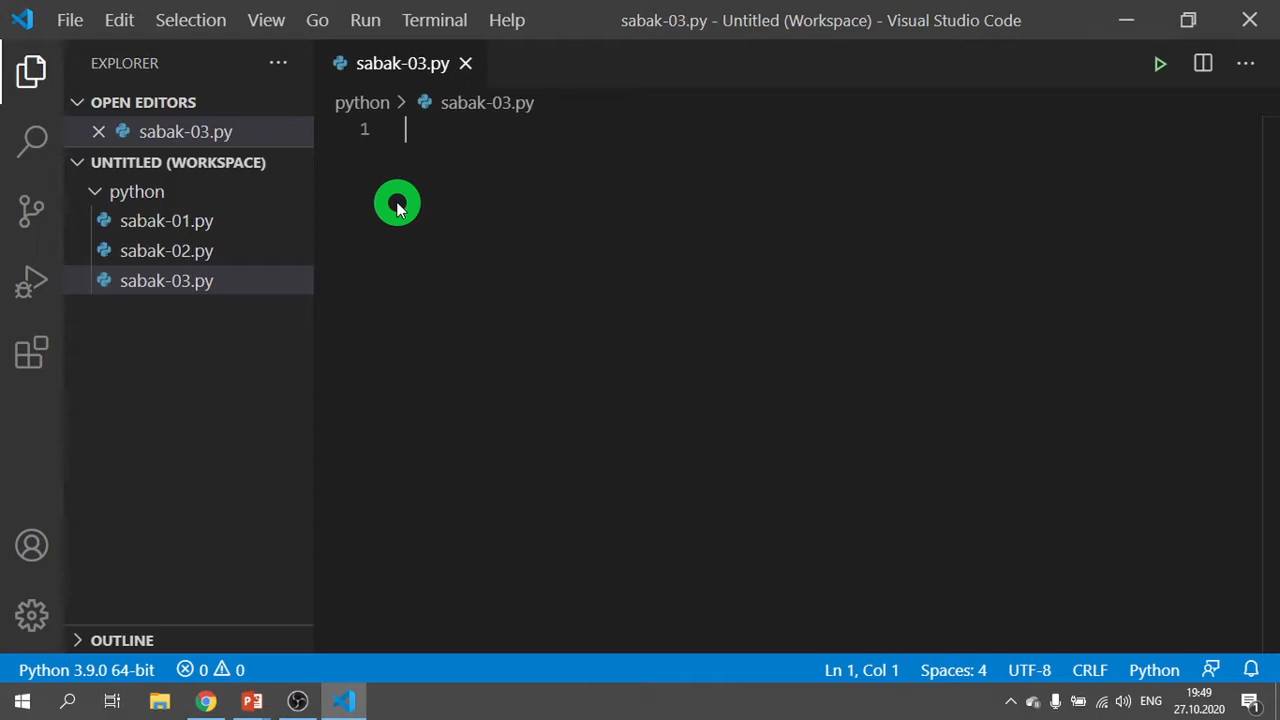 File Edit Selection View Go Run Terminal Help sabak-03.py - Untitled (Workspace) - Visual Studio Code
EXPLORER
sabak-03.py
OPEN EDITORS
python sabak-03.py
sabak-03.py
1
UNTITLED (WORKSPACE)
python
sabak-01.py
sabak-02.py
sabak-03.py
OUTLINE
Python 3.9.0 64-bit 0 0 Ln 1, Col 1 Spaces: 4 UTF-8 CRLF Python
ENG
19:49
27.10.2020
1